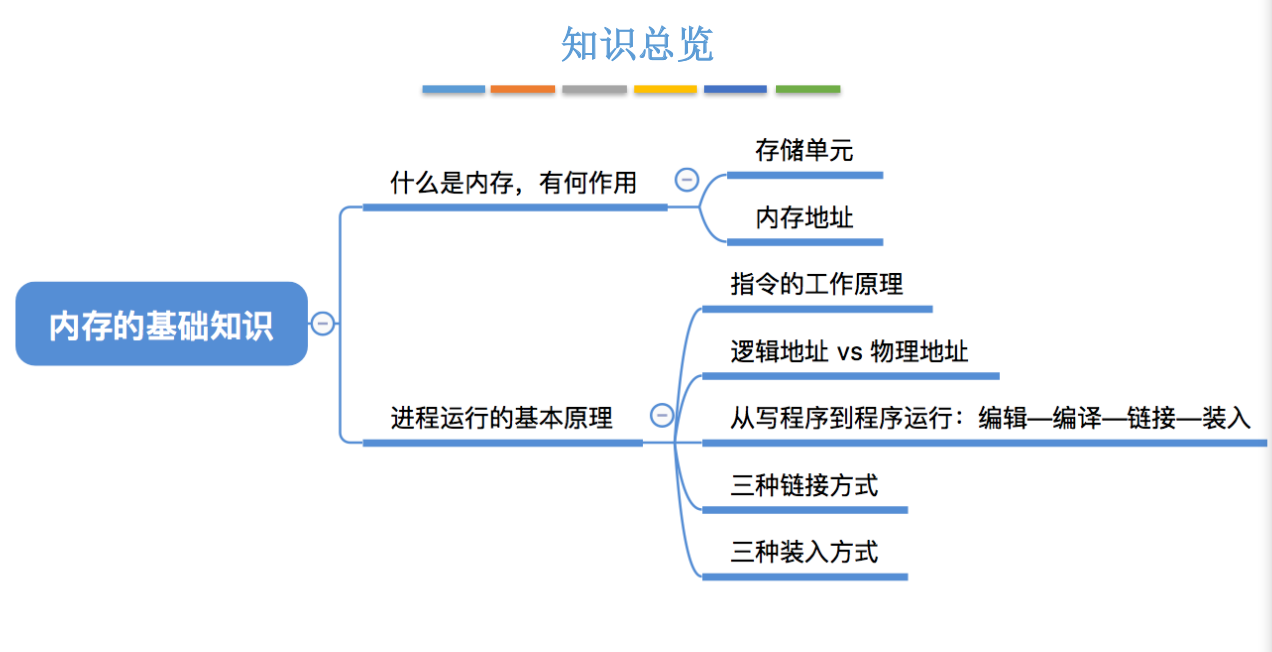 知识总览
什么是内存，有何作用
存储单元
内存地址
内存的基础知识
进程运行的基本原理
指令的工作原理
逻辑地址 vs 物理地址
从写程序到程序运行：编辑—编译—链接—装入
三种链接方式
三种装入方式